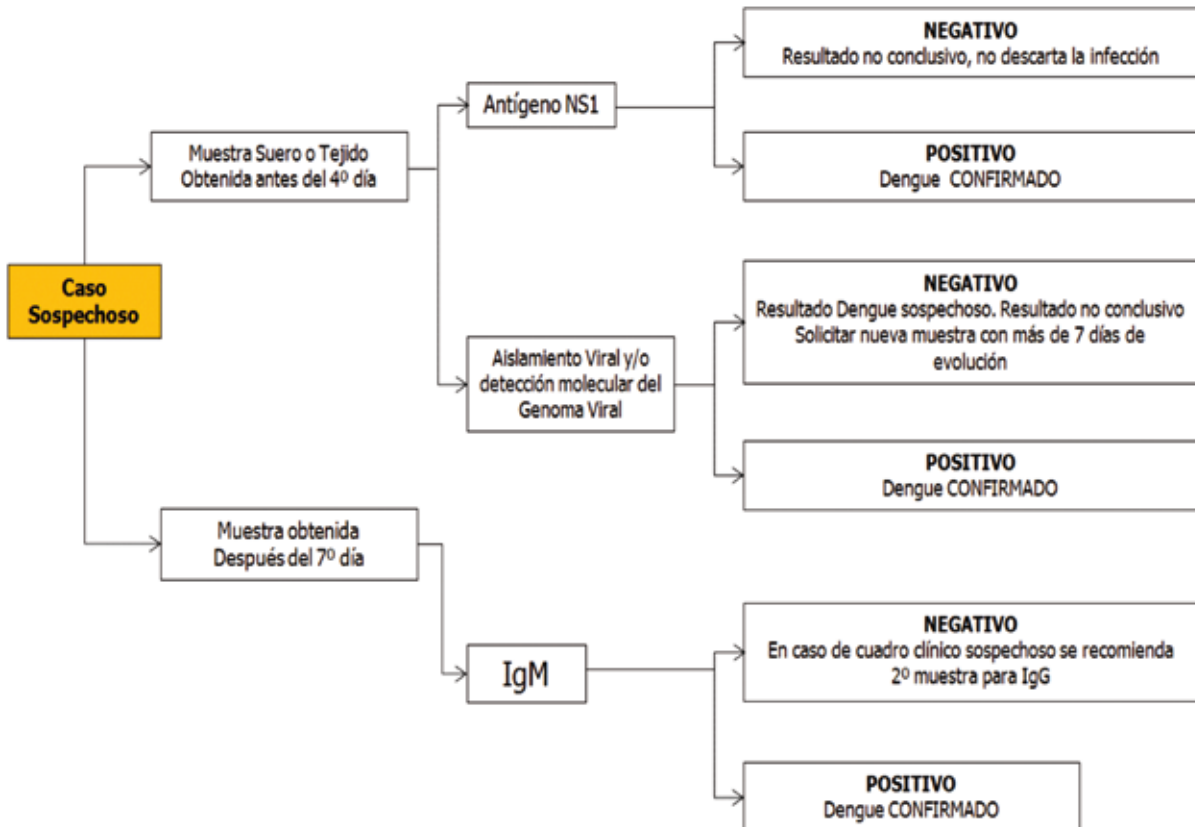 Caso
Sospechoso
Muestra Suero o Tejido
Obtenida antes del 4º día
Antígeno NS1
NEGATIVO
Resultado no conclusivo, no descarta la infección
POSITIVO
Dengue CONFIRMADO
Aislamiento Viral y/o
detección molecular del
Genoma Viral
NEGATIVO
Resultado Dengue sospechoso. Resultado no conclusivo
Solicitar nueva muestra con más de 7 días de
evolución
POSITIVO
Dengue CONFIRMADO
Muestra obtenida
Después del 7º día
IgM
NEGATIVO
En caso de cuadro clínico sospechoso se recomienda
2º muestra para IgG
POSITIVO
Dengue CONFIRMADO